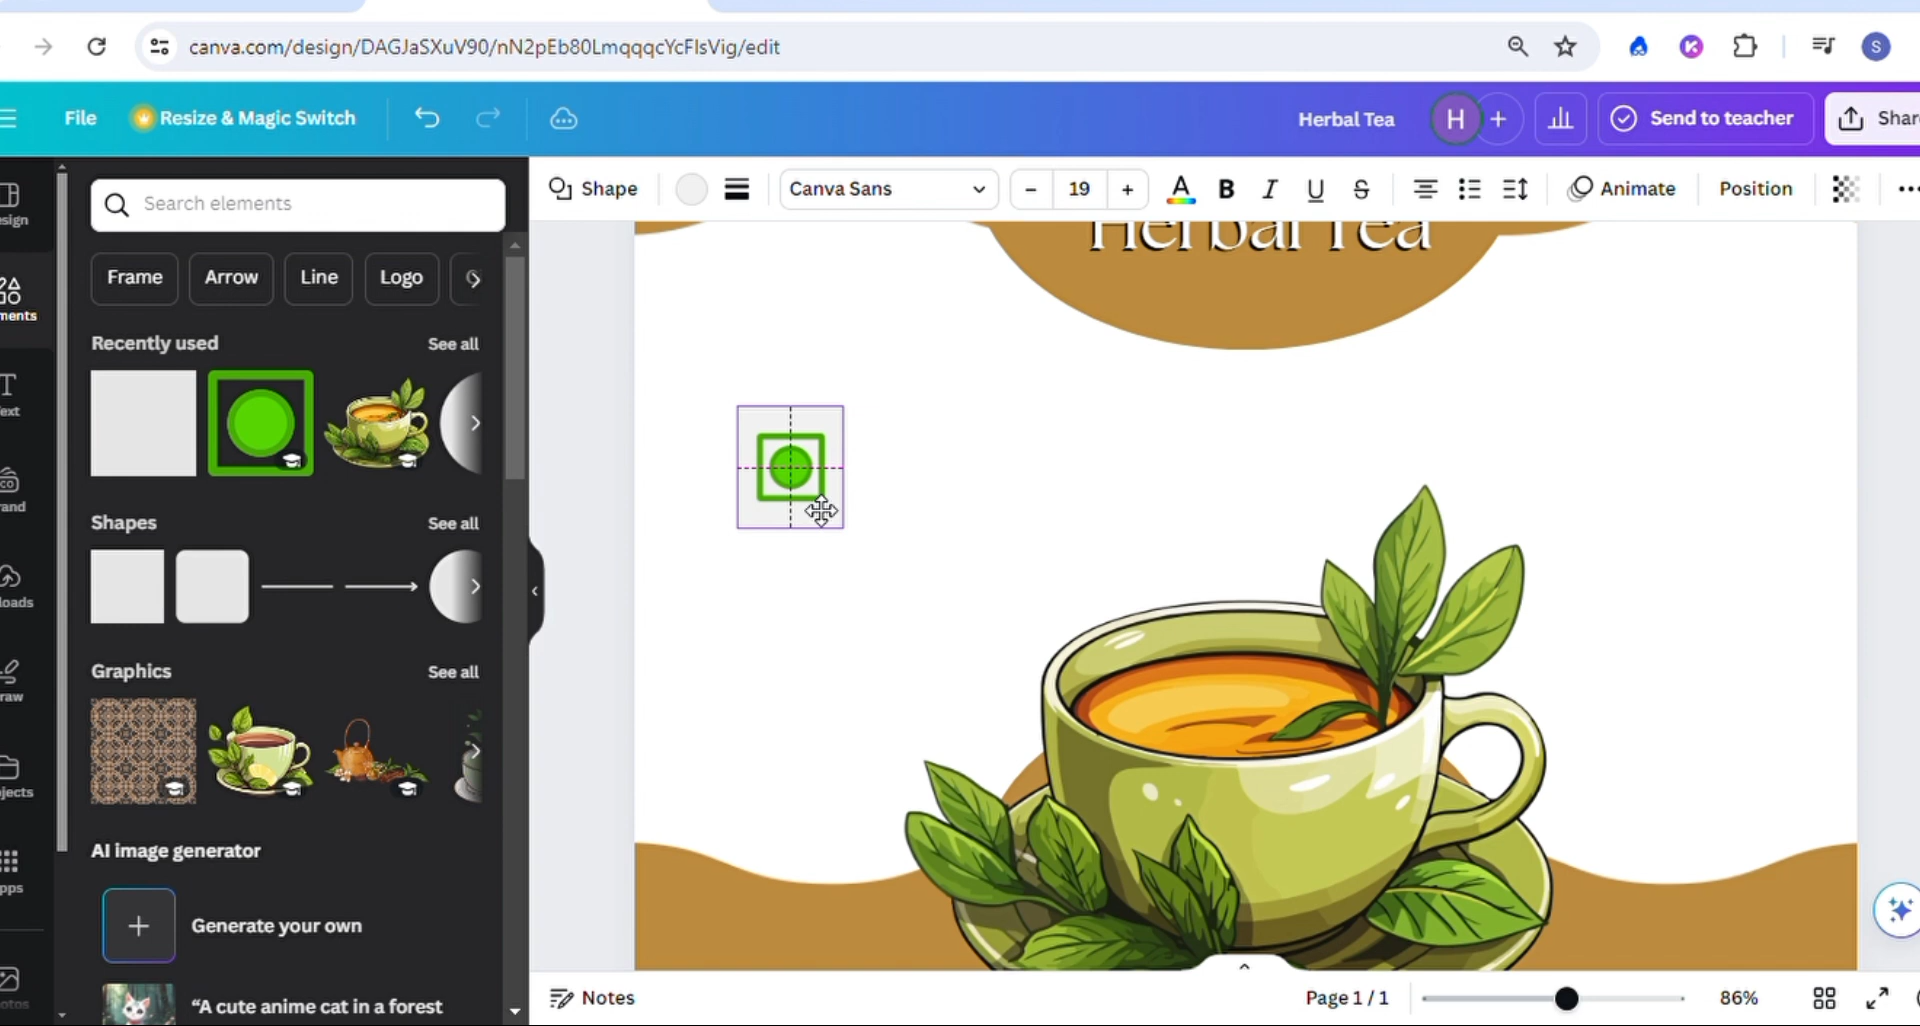 canva.com/design/DAGJaSXuV90/nN2pEb80LmqqqcYcFIsVig/edit
S
File
Resize & Magic Switch
Herbal Tea
H
Send to teacher
Share
Search elements
Shape
Canva Sans
19
B
Animate
Position
Frame
Arrow
Line
Logo
Recently used
See all
Herbal Tea
Shapes
See all
Graphics
See all
AI image generator
Generate your own
“A cute anime cat in a forest
Notes
Page 1 / 1
86%